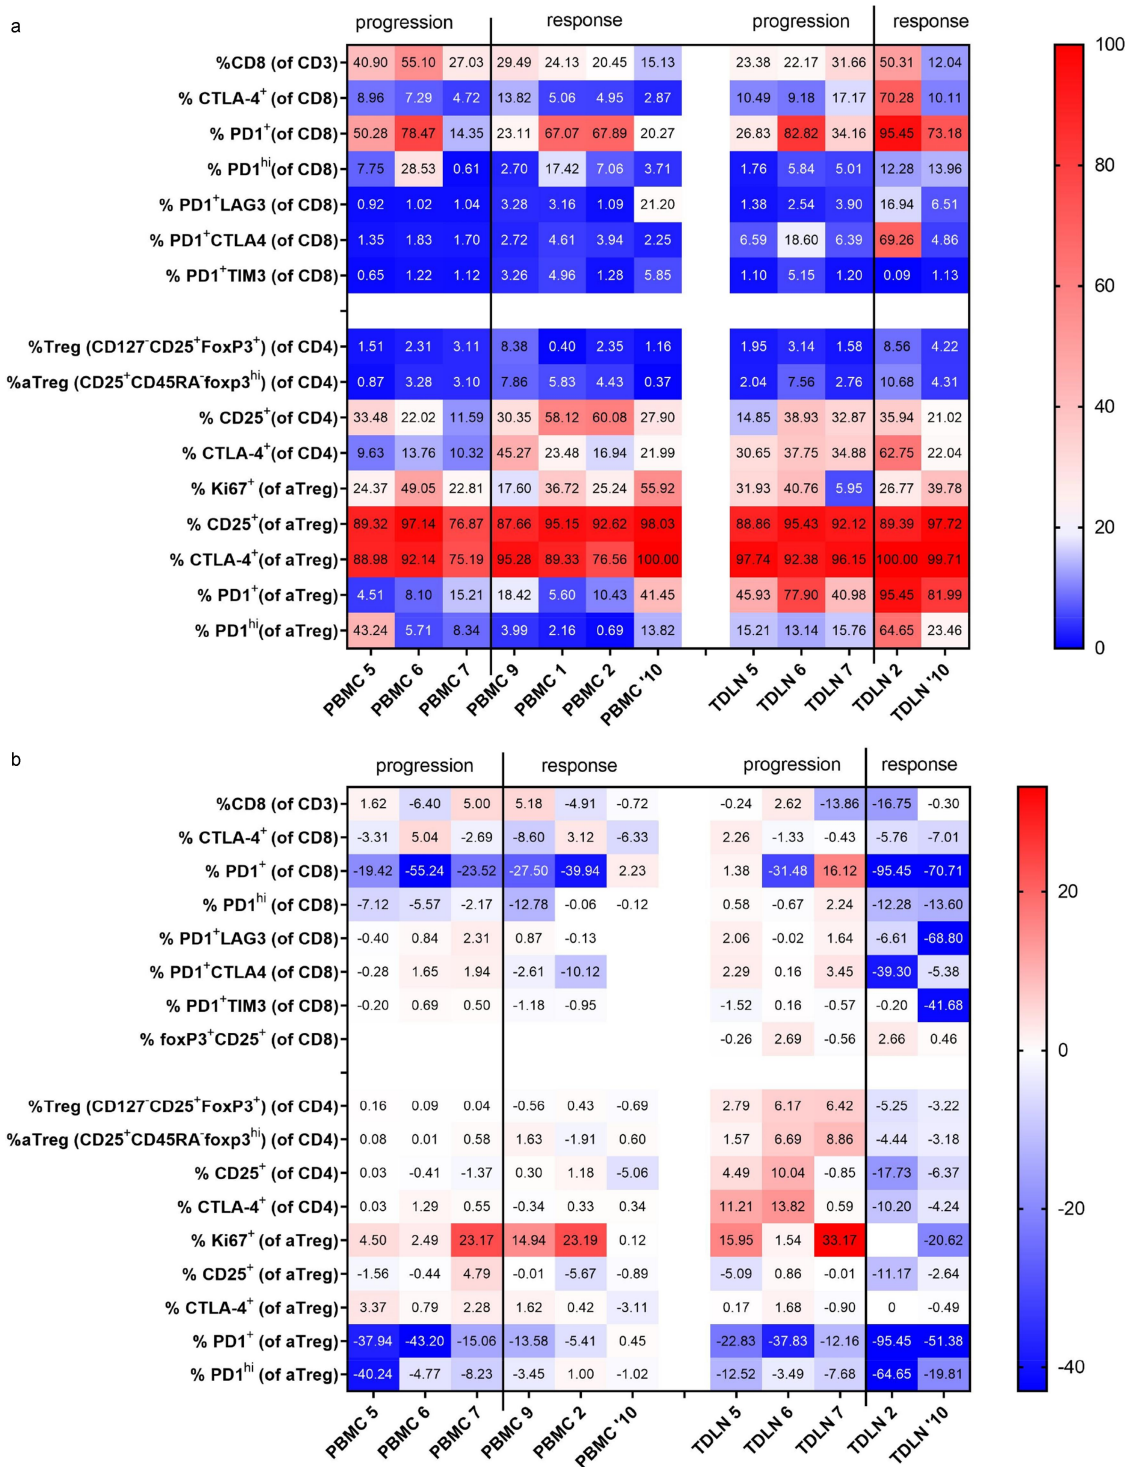 a
progression response progression response
%CD8 (of CD3) 40.90 55.10 27.03 29.49 24.13 20.45 15.13 23.38 22.17 31.66 50.31 12.04
% CTLA-4⁺ (of CD8) 8.96 7.29 4.72 13.82 5.06 4.95 2.87 10.49 9.18 17.17 70.28 10.11
% PD1⁺(of CD8) 50.28 78.47 14.35 23.11 67.07 67.89 20.27 26.83 82.82 34.16 95.45 73.18
% PD1ʰⁱ(of CD8) 7.75 28.53 0.61 2.70 17.42 7.06 3.71 1.76 5.84 5.01 12.28 13.96
% PD1⁺LAG3 (of CD8) 0.92 1.02 1.04 3.28 3.16 1.09 21.20 1.38 2.54 3.90 16.94 6.51
% PD1⁺CTLA4 (of CD8) 1.35 1.83 1.70 2.72 4.61 3.94 2.25 6.59 18.60 6.39 69.26 4.86
% PD1⁺TIM3 (of CD8) 0.65 1.22 1.12 3.26 4.96 1.28 5.85 1.10 5.15 1.20 0.09 1.13
%Treg (CD127⁻CD25⁺FoxP3⁺) (of CD4) 1.51 2.31 3.11 8.38 0.40 2.35 1.16 1.95 3.14 1.58 8.56 4.22
%aTreg (CD25⁺CD45RA⁻foxp3ʰⁱ) (of CD4) 0.87 3.28 3.10 7.86 5.83 4.43 0.37 2.04 7.56 2.76 10.68 4.31
% CD25⁺(of CD4) 33.48 22.02 11.59 30.35 58.12 60.08 27.90 14.85 38.93 32.87 35.94 21.02
% CTLA-4⁺(of CD4) 9.63 13.76 10.32 45.27 23.48 16.94 21.99 30.65 37.75 34.88 62.75 22.04
% Ki67⁺ (of aTreg) 24.37 49.05 22.81 17.60 36.72 25.24 55.92 31.93 40.76 5.95 26.77 39.78
% CD25⁺(of aTreg) 89.32 97.14 76.87 87.66 95.15 92.62 98.03 88.86 95.43 92.12 89.39 97.72
% CTLA-4⁺(of aTreg) 88.98 92.14 75.19 95.28 89.33 76.56 100.00 97.74 92.38 96.15 100.00 99.71
% PD1⁺(of aTreg) 4.51 8.10 15.21 18.42 5.60 10.43 41.45 45.93 77.90 40.98 95.45 81.99
% PD1ʰⁱ(of aTreg) 43.24 5.71 8.34 3.99 2.16 0.69 13.82 15.21 13.14 15.76 64.65 23.46
PBMC 5 PBMC 6 PBMC 7 PBMC 9 PBMC 1 PBMC 2 PBMC '10 TDLN 5 TDLN 6 TDLN 7 TDLN 2 TDLN '10
100
80
60
40
20
0
b
progression response progression response
%CD8 (of CD3) 1.62 -6.40 5.00 5.18 -4.91 -0.72 -0.24 2.62 -13.86 -16.75 -0.30
% CTLA-4⁺ (of CD8) -3.31 5.04 -2.69 -8.60 3.12 -6.33 2.26 -1.33 -0.43 -5.76 -7.01
% PD1⁺ (of CD8) -19.42 -55.24 -23.52 -27.50 -39.94 2.23 1.38 -31.48 16.12 -95.45 -70.71
% PD1ʰⁱ (of CD8) -7.12 -5.57 -2.17 -12.78 -0.06 -0.12 0.58 -0.67 2.24 -12.28 -13.60
% PD1⁺LAG3 (of CD8) -0.40 0.84 2.31 0.87 -0.13 2.06 -0.02 1.64 -6.61 -68.80
% PD1⁺CTLA4 (of CD8) -0.28 1.65 1.94 -2.61 -10.12 2.29 0.16 3.45 -39.30 -5.38
% PD1⁺TIM3 (of CD8) -0.20 0.69 0.50 -1.18 -0.95 -1.52 0.16 -0.57 -0.20 -41.68
% foxP3⁺CD25⁺ (of CD8) -0.26 2.69 -0.56 2.66 0.46
%Treg (CD127⁻CD25⁺FoxP3⁺) (of CD4) 0.16 0.09 0.04 -0.56 0.43 -0.69 2.79 6.17 6.42 -5.25 -3.22
%aTreg (CD25⁺CD45RA⁻foxp3ʰⁱ) (of CD4) 0.08 0.01 0.58 1.63 -1.91 0.60 1.57 6.69 8.86 -4.44 -3.18
% CD25⁺ (of CD4) 0.03 -0.41 -1.37 0.30 1.18 -5.06 4.49 10.04 -0.85 -17.73 -6.37
% CTLA-4⁺ (of CD4) 0.03 1.29 0.55 -0.34 0.33 0.34 11.21 13.82 0.59 -10.20 -4.24
% Ki67⁺ (of aTreg) 4.50 2.49 23.17 14.94 23.19 0.12 15.95 1.54 33.17 -20.62
% CD25⁺ (of aTreg) -1.56 -0.44 4.79 -0.01 -5.67 -0.89 -5.09 0.86 -0.01 -11.17 -2.64
% CTLA-4⁺ (of aTreg) 3.37 0.79 2.28 1.62 0.42 -3.11 0.17 1.68 -0.90 0 -0.49
% PD1⁺ (of aTreg) -37.94 -43.20 -15.06 -13.58 -5.41 0.45 -22.83 -37.83 -12.16 -95.45 -51.38
% PD1ʰⁱ (of aTreg) -40.24 -4.77 -8.23 -3.45 1.00 -1.02 -12.52 -3.49 -7.68 -64.65 -19.81
PBMC 5 PBMC 6 PBMC 7 PBMC 9 PBMC 2 PBMC '10 TDLN 5 TDLN 6 TDLN 7 TDLN 2 TDLN '10
20
0
-20
-40